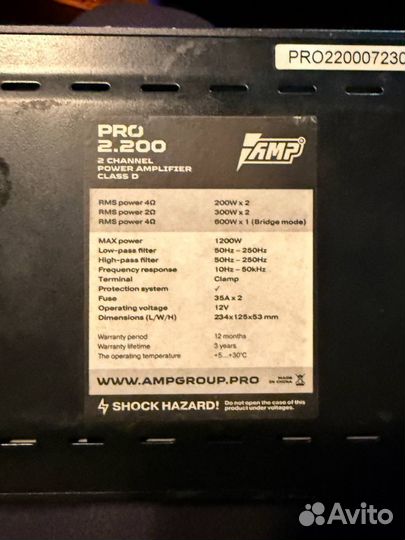 PRO220007230
PRO
2.200
2 CHANNEL
POWER AMPLIFIER
CLASS D
AMP
RMS power 4Ω 200W x 2
RMS power 2Ω 300W x 2
RMS power 4Ω 600W x 1 (Bridge mode)
MAX power 1200W
Low-pass filter 50Hz – 250Hz
High-pass filter 50Hz – 250Hz
Frequency response 10Hz – 50kHz
Terminal Clamp
Protection system ✓
Fuse 35A x 2
Operating voltage 12V
Dimensions (L/W/H) 234x125x53 mm
Warranty period 12 months
Warranty lifetime 3 years
The operating temperature +5...+30°C
WWW.AMPGROUP.PRO
MADE
IN CHINA
SHOCK HAZARD! Do not open the case of this
product under voltages.
Avito